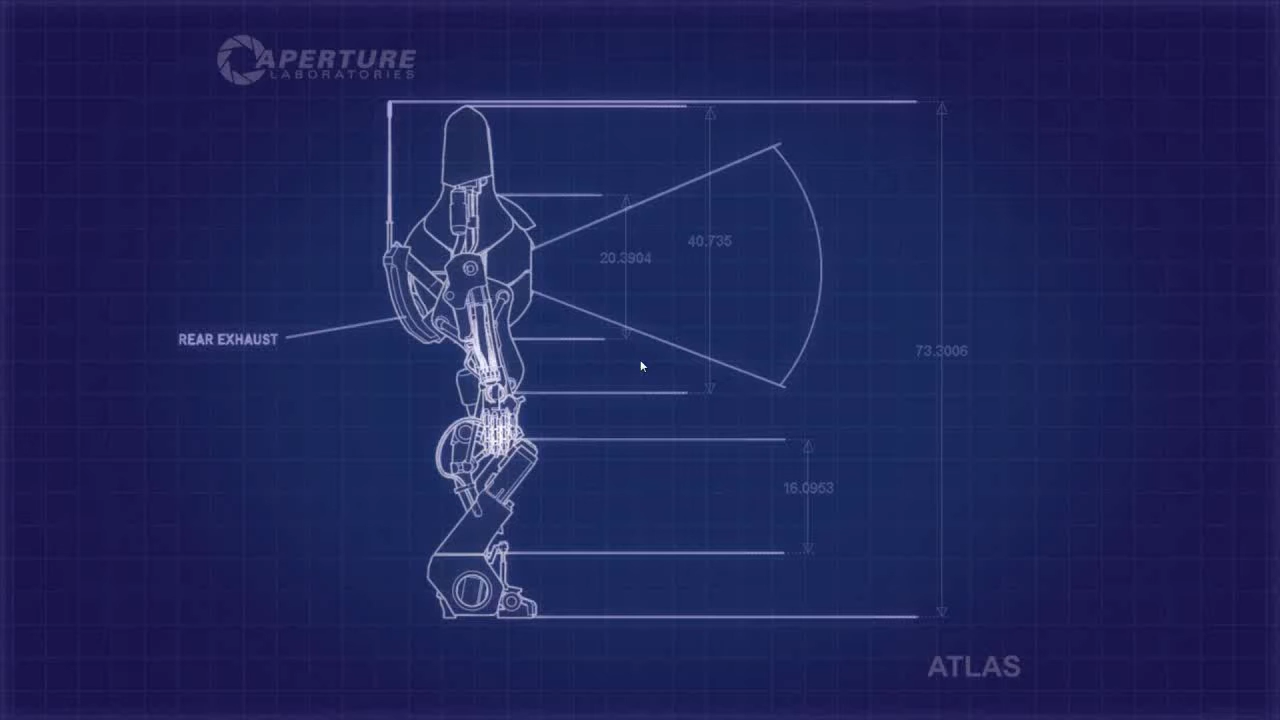 APERTURE
LABORATORIES
40.735
20.3904
REAR EXHAUST
73.3006
16.0953
ATLAS